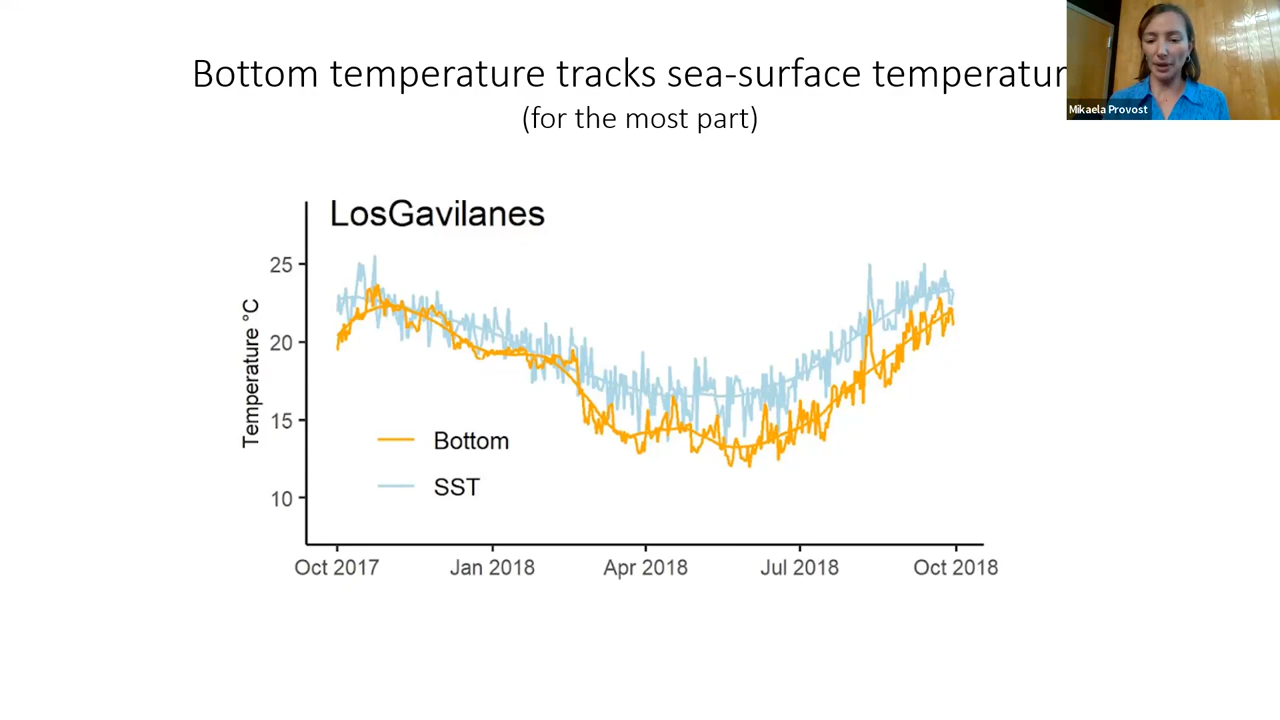 Bottom temperature tracks sea-surface temperatur
(for the most part)
Mikaela Provost
LosGavilanes
Temperature °C
25
20
15
10
Bottom
SST
Oct 2017
Jan 2018
Apr 2018
Jul 2018
Oct 2018